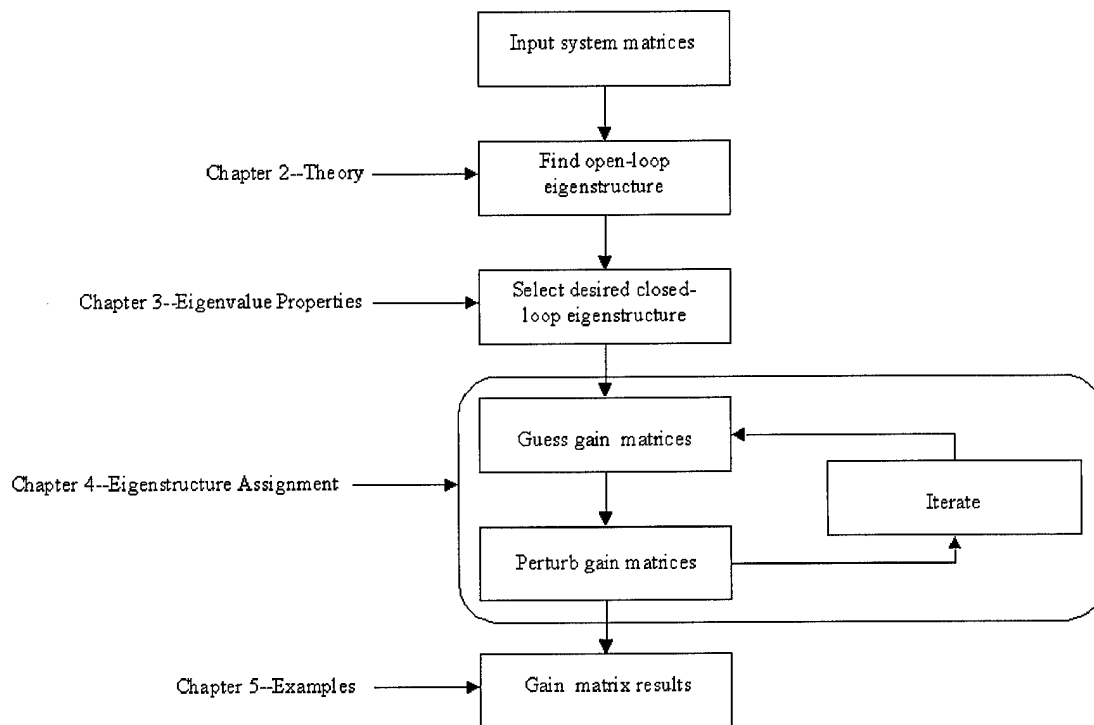 Input system matrices
Chapter 2--Theory
Find open-loop
eigenstructure
Chapter 3--Eigenvalue Properties
Select desired closed-
loop eigenstructure
Guess gain matrices
Chapter 4--Eigenstructure Assignment
Iterate
Perturb gain matrices
Chapter 5--Examples
Gain matrix results